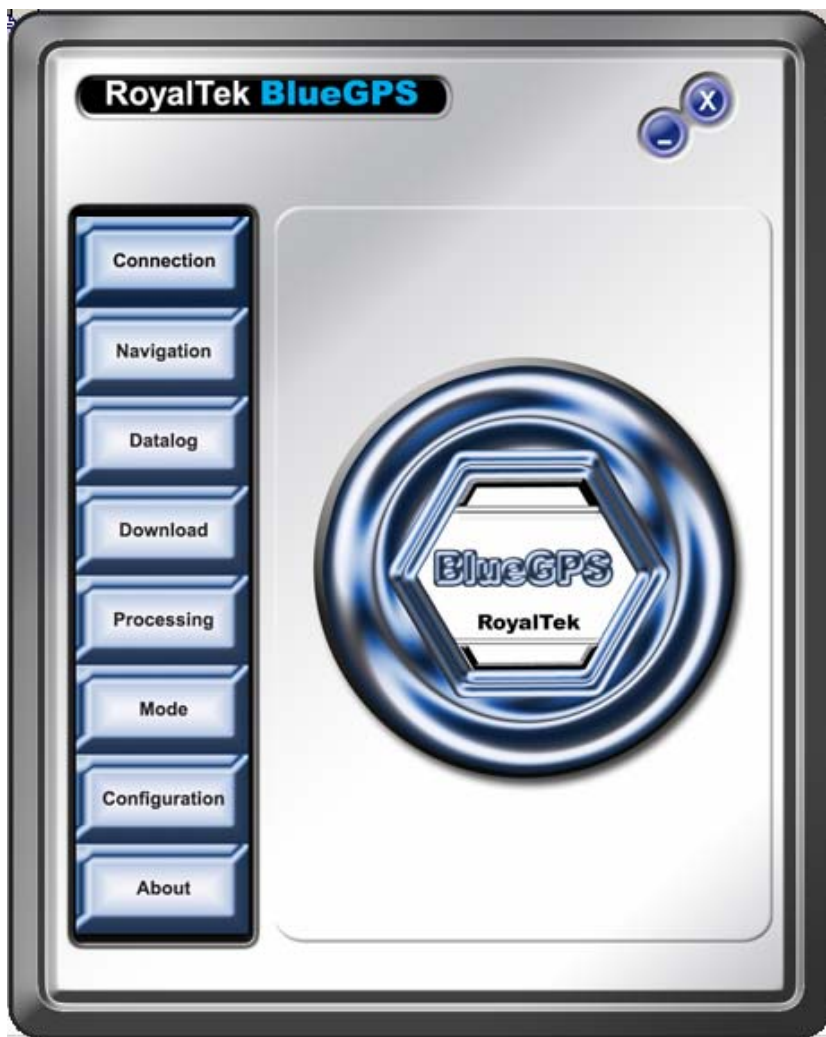 RoyalTek BlueGPS
X
Connection
Navigation
Datalog
Download
Processing
Mode
Configuration
About
BlueGPS
RoyalTek